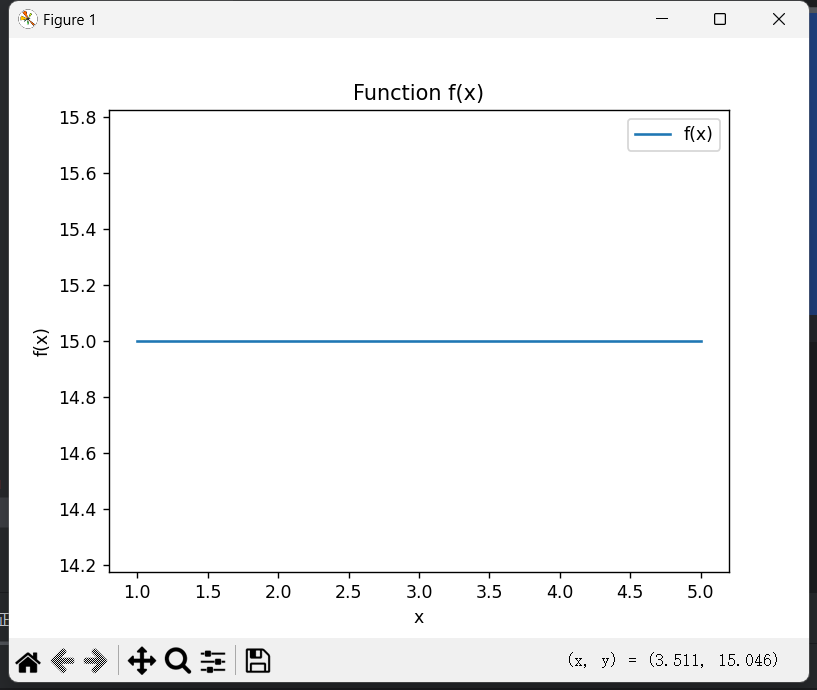 Figure 1
Function f(x)
f(x)
15.8
15.6
15.4
15.2
15.0
14.8
14.6
14.4
14.2
f(x)
1.0 1.5 2.0 2.5 3.0 3.5 4.0 4.5 5.0
x
(x, y) = (3.511, 15.046)